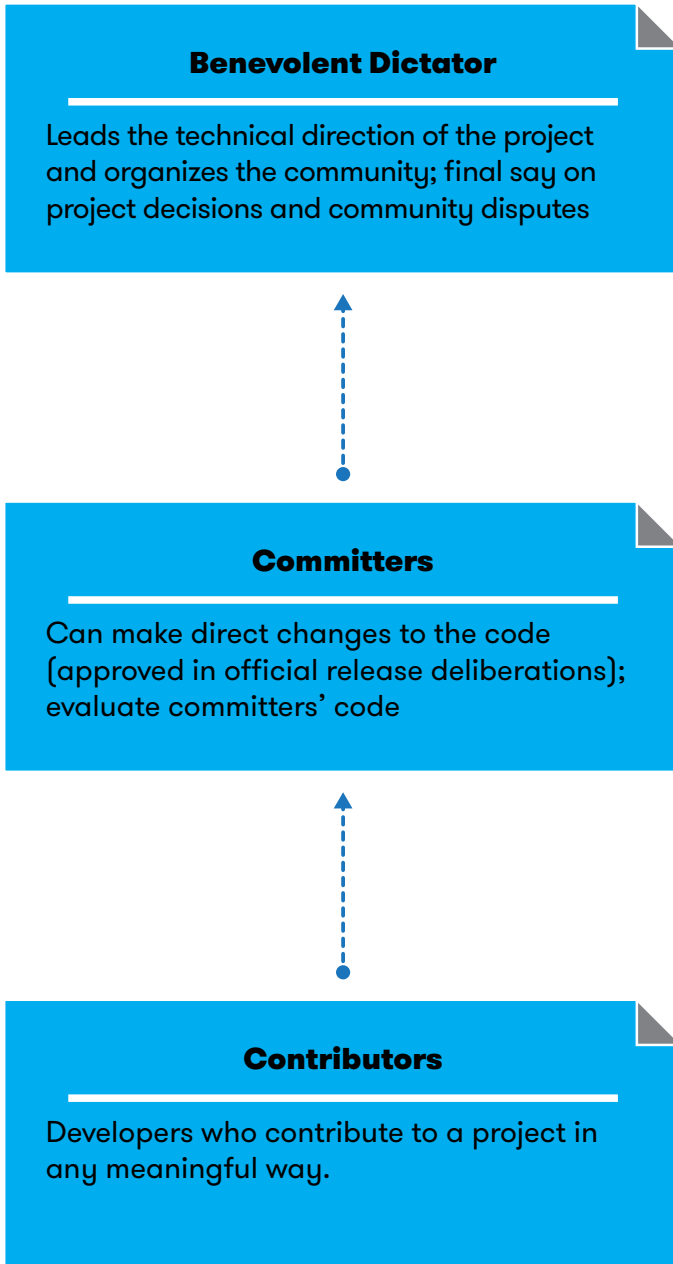 Benevolent Dictator
Leads the technical direction of the project
and organizes the community; final say on
project decisions and community disputes
Committers
Can make direct changes to the code
(approved in official release deliberations);
evaluate committers’ code
Contributors
Developers who contribute to a project in
any meaningful way.